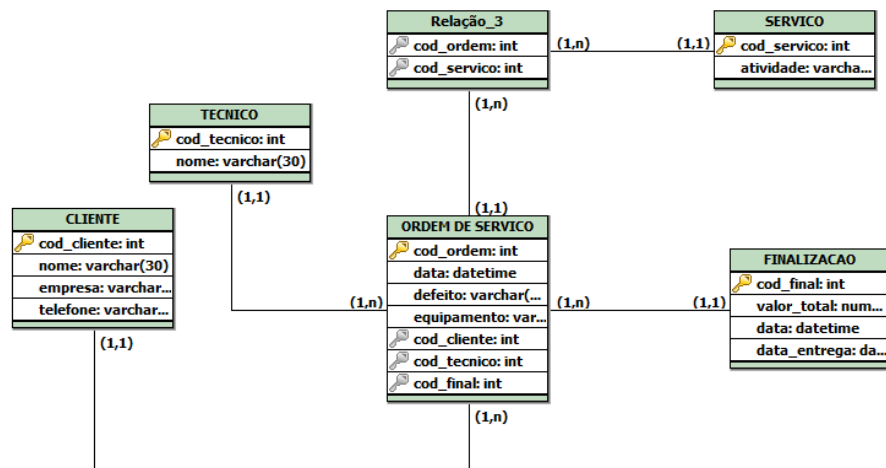 Relação_3
cod_ordem: int
cod_servico: int
(1,n)
(1,1)
SERVICO
cod_servico: int
atividade: varcha...
(1,n)
TECNICO
cod_tecnico: int
nome: varchar(30)
(1,1)
CLIENTE
cod_cliente: int
nome: varchar(30)
empresa: varchar...
telefone: varchar...
(1,1)
(1,1)
ORDEM DE SERVICO
cod_ordem: int
data: datetime
defeito: varchar(...
equipamento: var...
cod_cliente: int
cod_tecnico: int
cod_final: int
(1,n)
(1,n)
(1,1)
FINALIZACAO
cod_final: int
valor_total: num...
data: datetime
data_entrega: da...
(1,n)